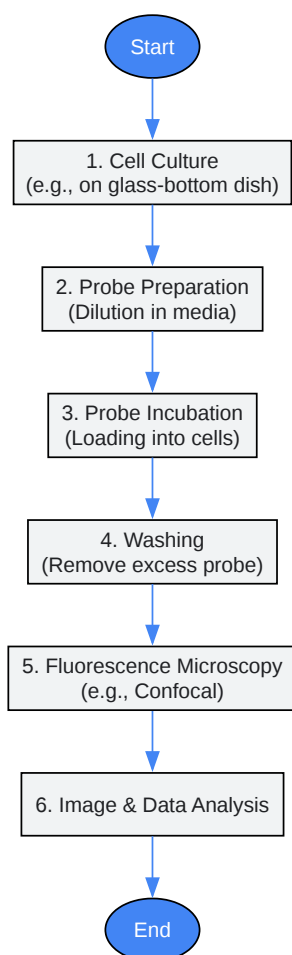 Start
1. Cell Culture
(e.g., on glass-bottom dish)
2. Probe Preparation
(Dilution in media)
3. Probe Incubation
(Loading into cells)
4. Washing
(Remove excess probe)
5. Fluorescence Microscopy
(e.g., Confocal)
6. Image & Data Analysis
End